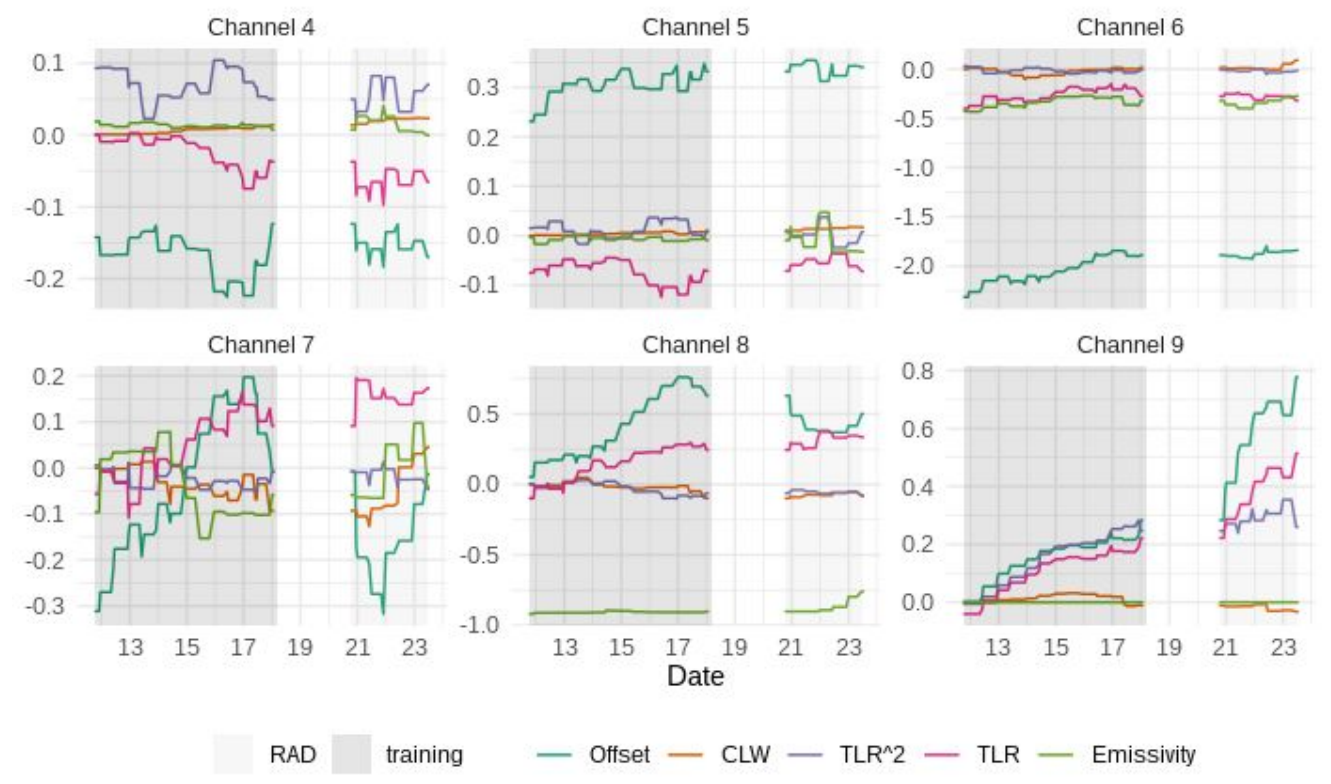 Channel 4
Channel 5
Channel 6
0.1
0.0
-0.1
-0.2
0.3
0.2
0.1
0.0
-0.1
0.0
-0.5
-1.0
-1.5
-2.0
Channel 7
Channel 8
Channel 9
0.2
0.1
0.0
-0.1
-0.2
-0.3
0.5
0.0
-0.5
-1.0
0.8
0.6
0.4
0.2
0.0
13 15 17 19 21 23
13 15 17 19 21 23
13 15 17 19 21 23
Date
RAD training Offset CLW TLR^2 TLR Emissivity